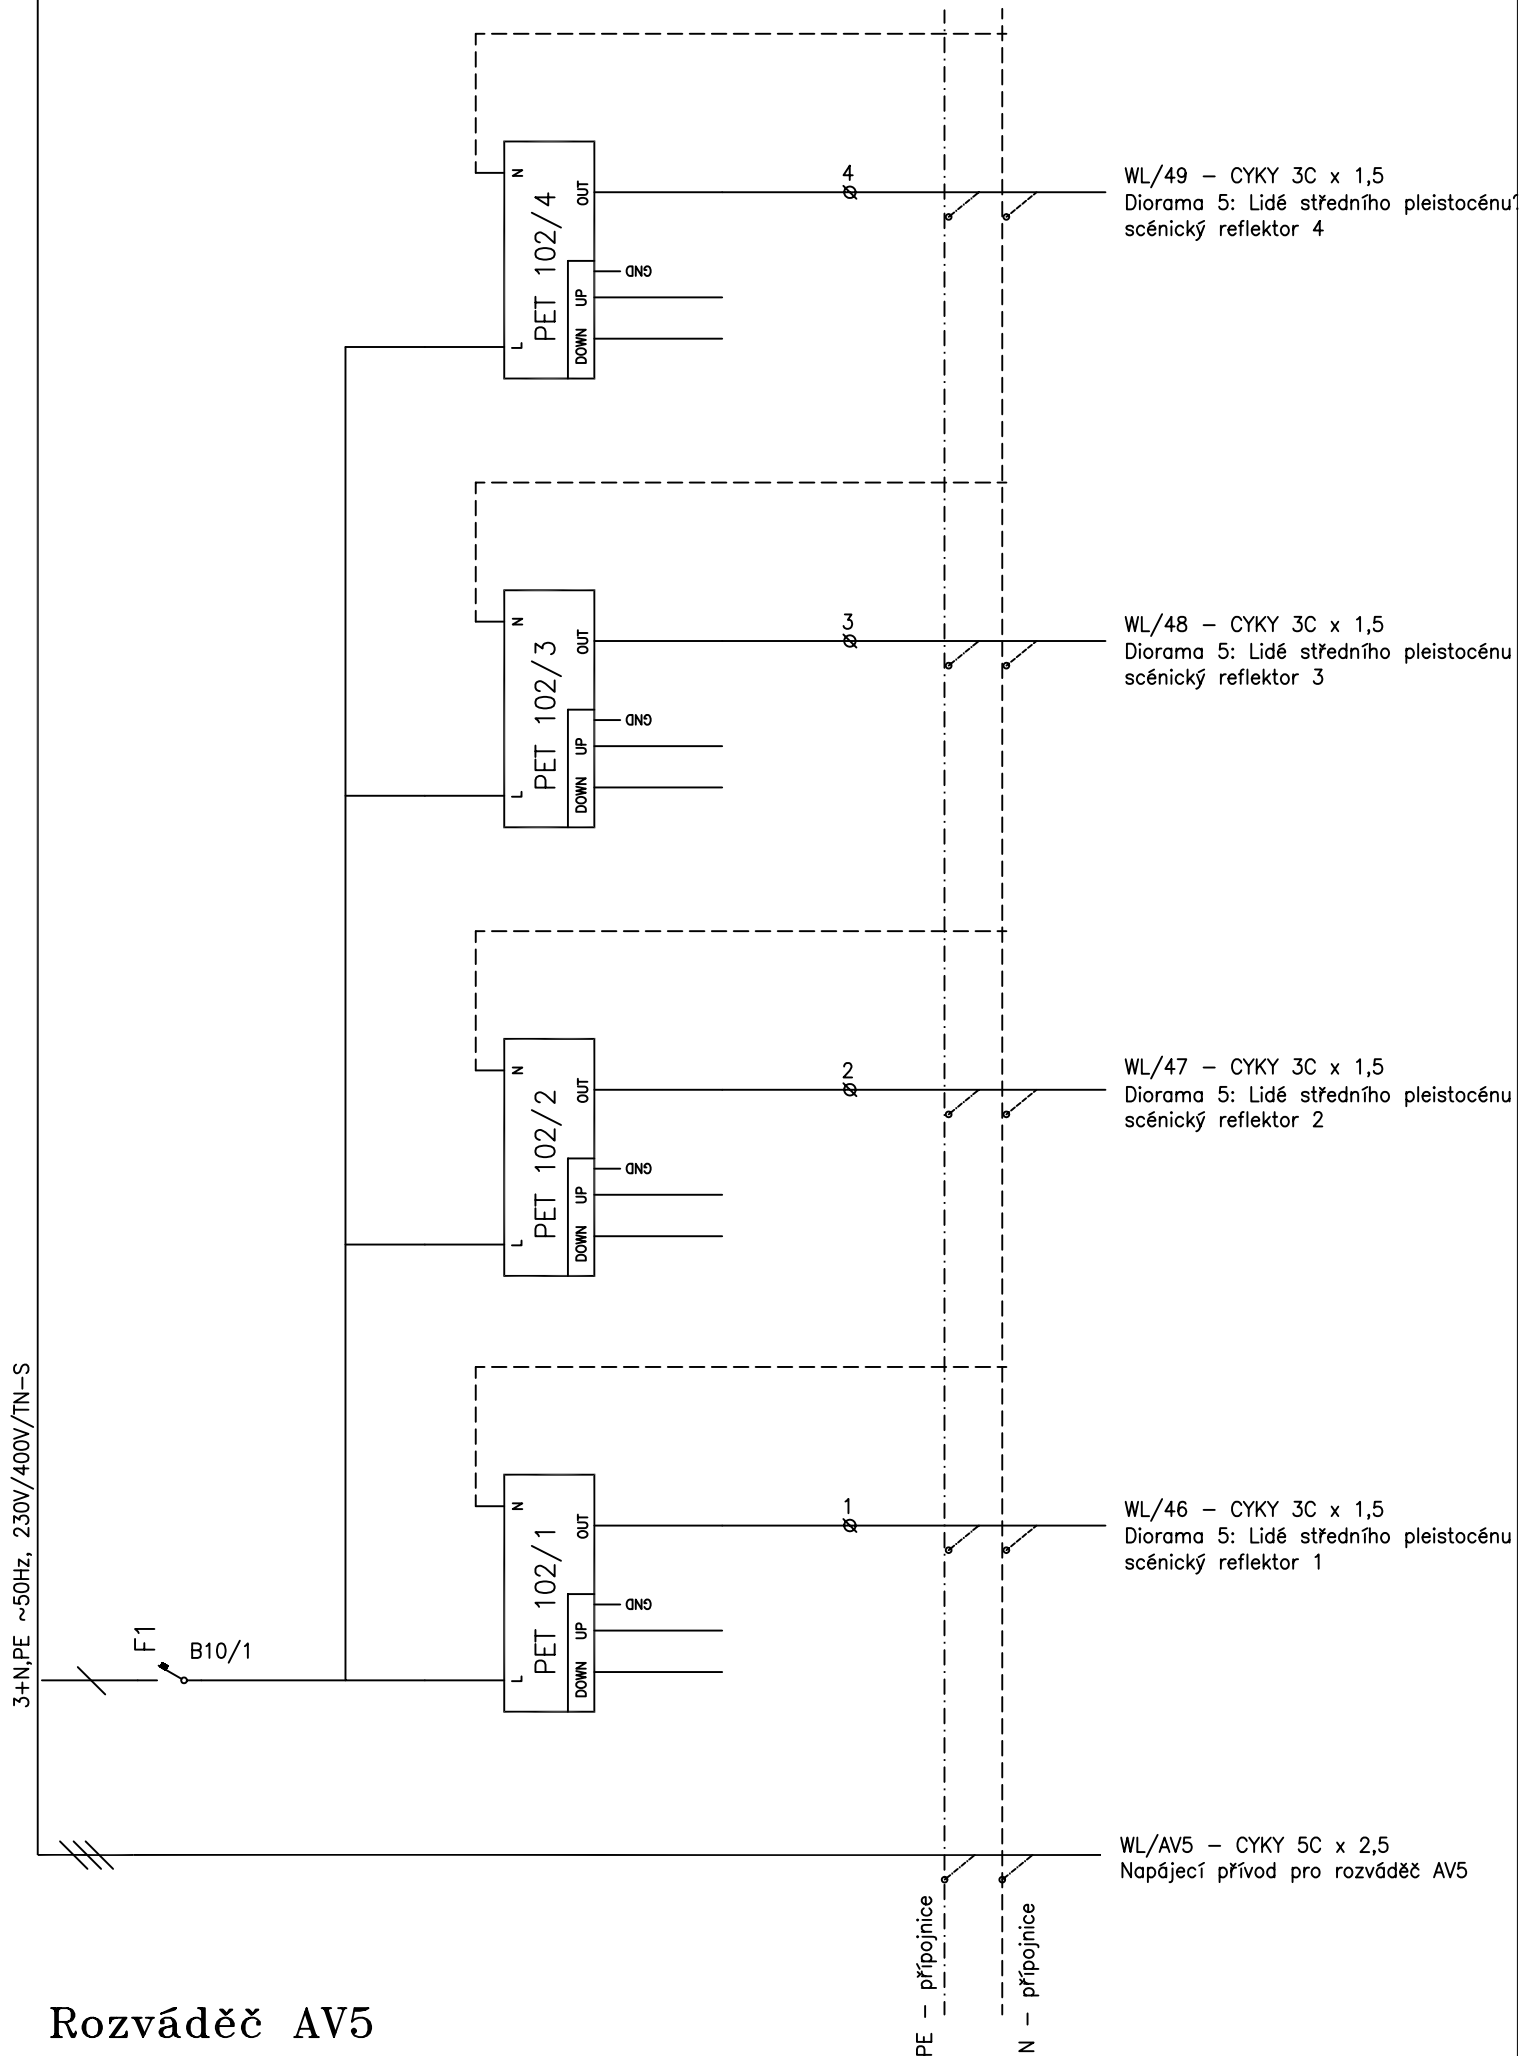 N
OUT
PET 102/4
GND
UP
DOWN
L
4
WL/49 – CYKY 3C x 1,5
Diorama 5: Lidé středního pleistocénu
scénický reflektor 4
N
OUT
PET 102/3
GND
UP
DOWN
L
3
WL/48 – CYKY 3C x 1,5
Diorama 5: Lidé středního pleistocénu
scénický reflektor 3
N
OUT
PET 102/2
GND
UP
DOWN
L
2
WL/47 – CYKY 3C x 1,5
Diorama 5: Lidé středního pleistocénu
scénický reflektor 2
3+N,PE ~50Hz, 230V/400V/TN–S
F1
B10/1
N
OUT
PET 102/1
GND
UP
DOWN
L
1
WL/46 – CYKY 3C x 1,5
Diorama 5: Lidé středního pleistocénu
scénický reflektor 1
WL/AV5 – CYKY 5C x 2,5
Napájecí přívod pro rozváděč AV5
PE – přípojnice
N – přípojnice
Rozváděč AV5